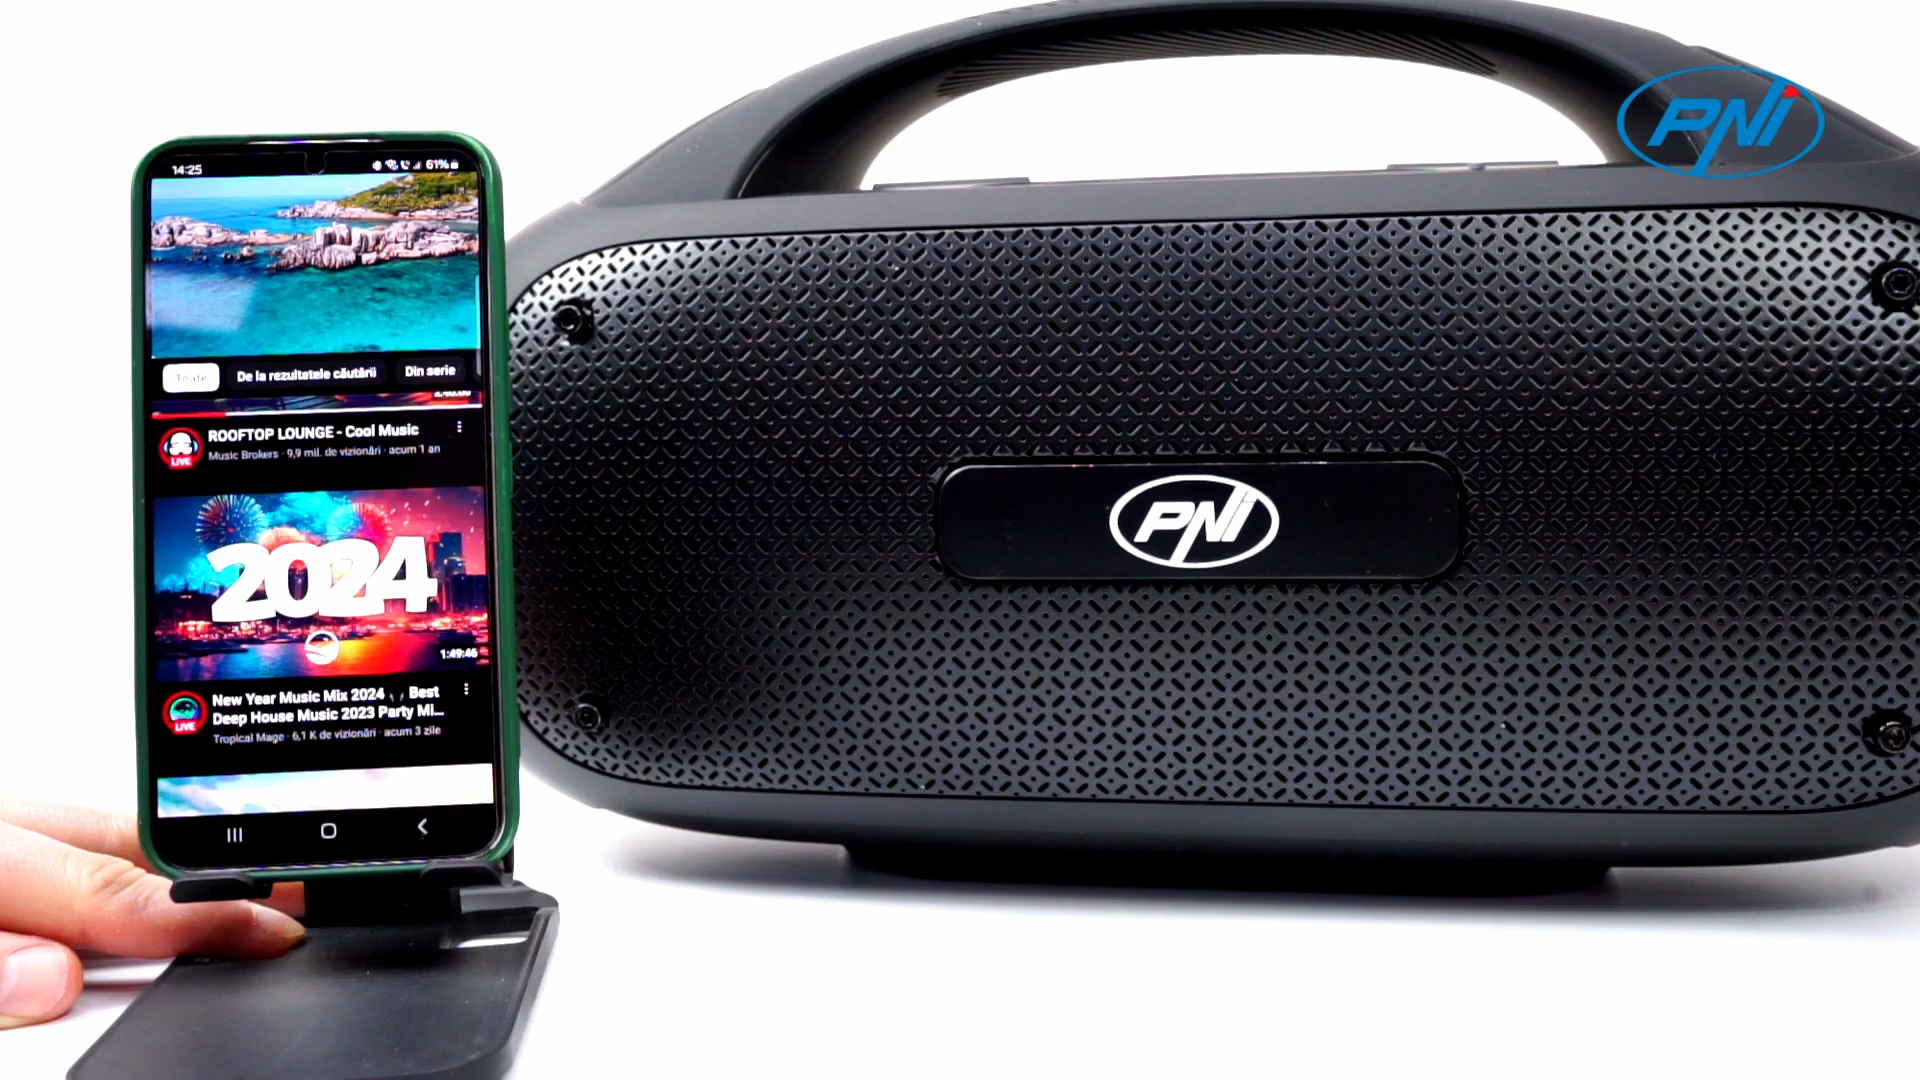 PNI
14:25
61%
Toate
De la rezultatele căutării
Din serie
ROOFTOP LOUNGE - Cool Music
LIVE
Music Brokers · 9,9 mil. de vizionări · acum 1 an
2024
1:49:46
New Year Music Mix 2024 Best
Deep House Music 2023 Party Mi...
LIVE
Tropical Mage · 6,1 K de vizionări · acum 3 zile
PNI